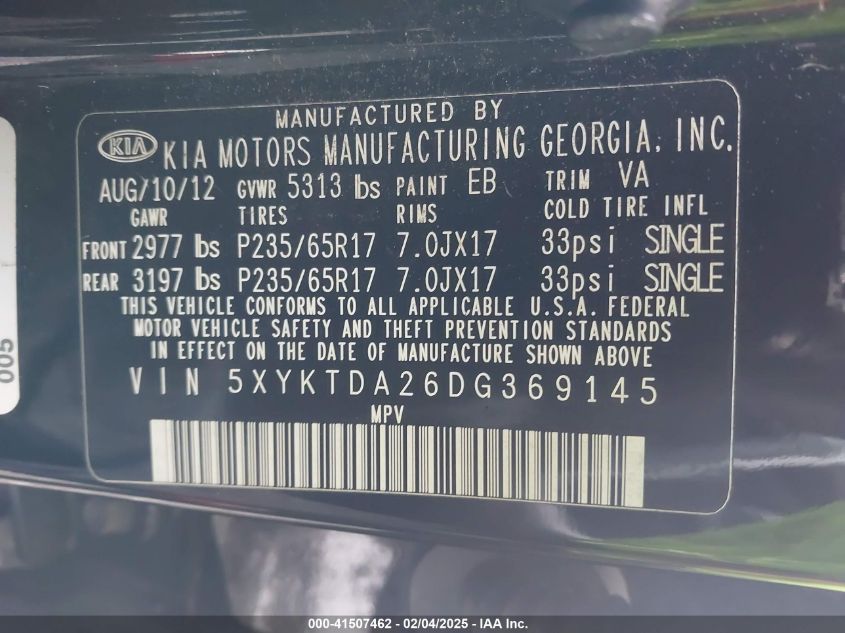 MANUFACTURED BY
KIA KIA MOTORS MANUFACTURING GEORGIA, INC.
AUG/10/12 GVWR 5313 lbs PAINT EB TRIM VA
GAWR TIRES RIMS COLD TIRE INFL
FRONT 2977 lbs P235/65R17 7.0JX17 33psi SINGLE
REAR 3197 lbs P235/65R17 7.0JX17 33psi SINGLE
THIS VEHICLE CONFORMS TO ALL APPLICABLE U.S.A. FEDERAL
MOTOR VEHICLE SAFETY AND THEFT PREVENTION STANDARDS
IN EFFECT ON THE DATE OF MANUFACTURE SHOWN ABOVE
VIN 5XYKTDA26DG369145
MPV
005
000-41507462 - 02/04/2025 - Copyright © IAA, Inc.